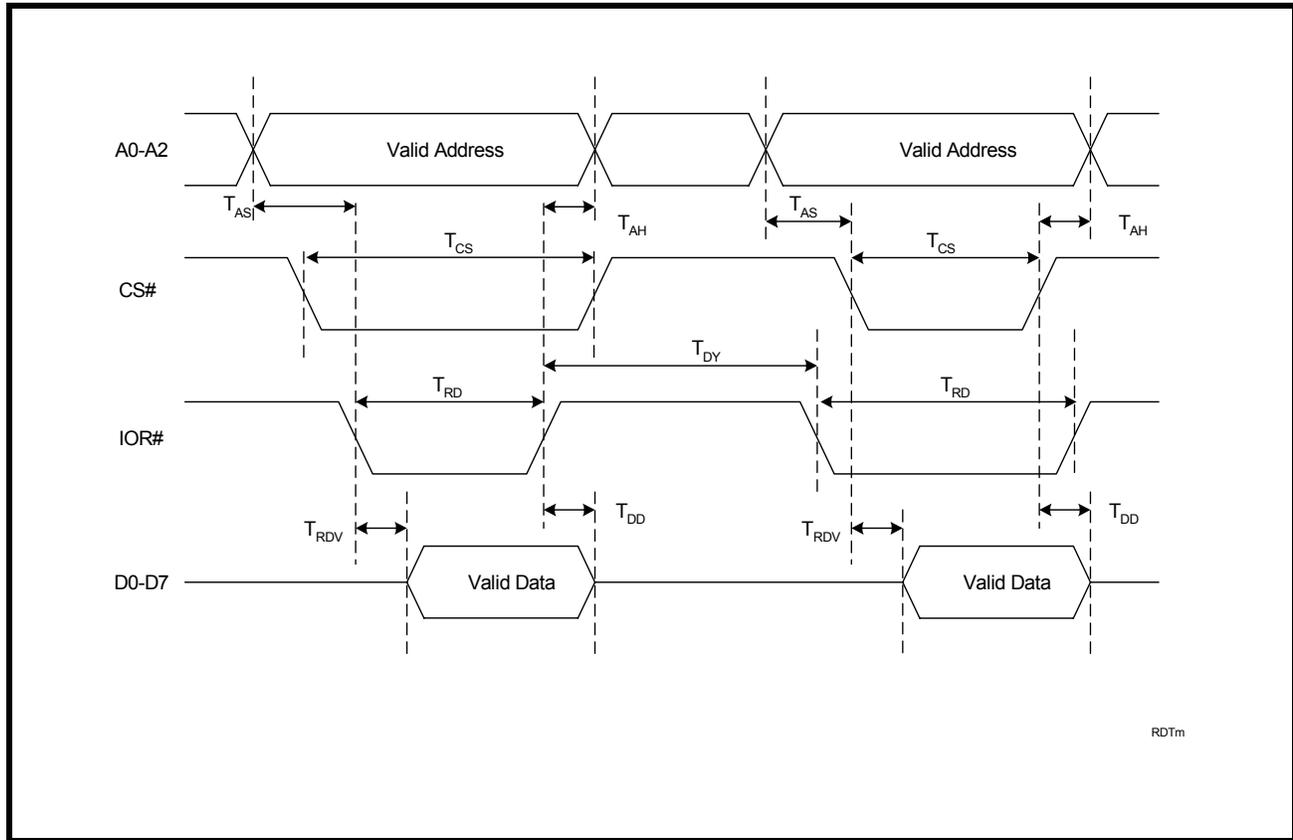 A0-A2
Valid Address
Valid Address
TAS
TAH
TAS
TAH
TCS
TCS
CS#
TDY
TRD
TRD
IOR#
TRDV
TDD
TRDV
TDD
D0-D7
Valid Data
Valid Data
RDTm